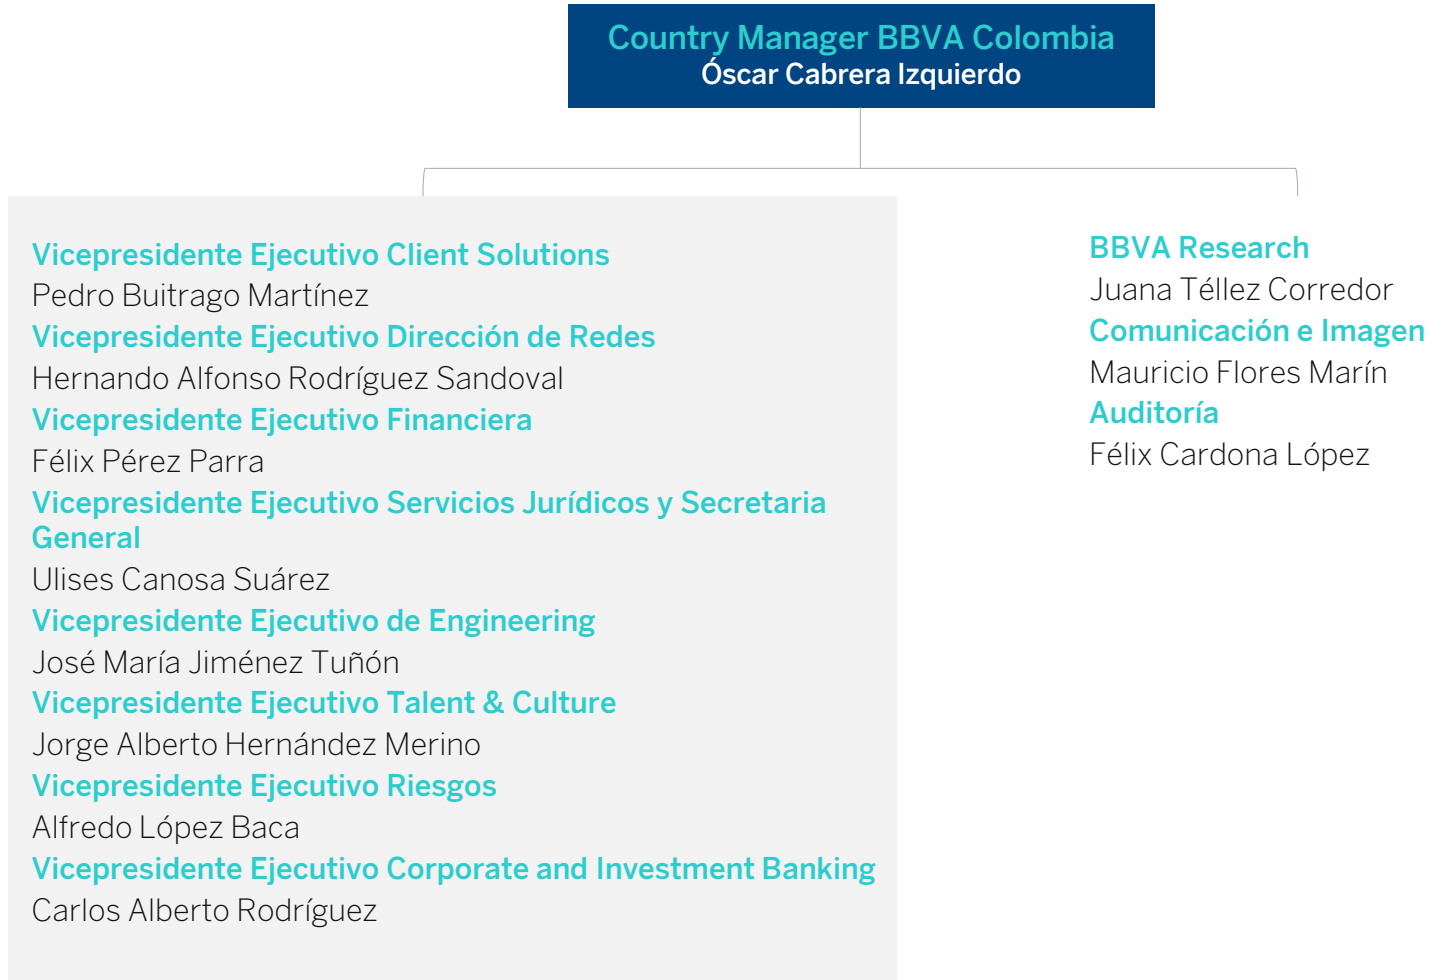 Country Manager BBVA Colombia
Óscar Cabrera Izquierdo
Vicepresidente Ejecutivo Client Solutions
Pedro Buitrago Martínez
Vicepresidente Ejecutivo Dirección de Redes
Hernando Alfonso Rodríguez Sandoval
Vicepresidente Ejecutivo Financiera
Félix Pérez Parra
Vicepresidente Ejecutivo Servicios Jurídicos y Secretaria
General
Ulises Canosa Suárez
Vicepresidente Ejecutivo de Engineering
José María Jiménez Tuñón
Vicepresidente Ejecutivo Talent & Culture
Jorge Alberto Hernández Merino
Vicepresidente Ejecutivo Riesgos
Alfredo López Baca
Vicepresidente Ejecutivo Corporate and Investment Banking
Carlos Alberto Rodríguez
BBVA Research
Juana Téllez Corredor
Comunicación e Imagen
Mauricio Flores Marín
Auditoría
Félix Cardona López